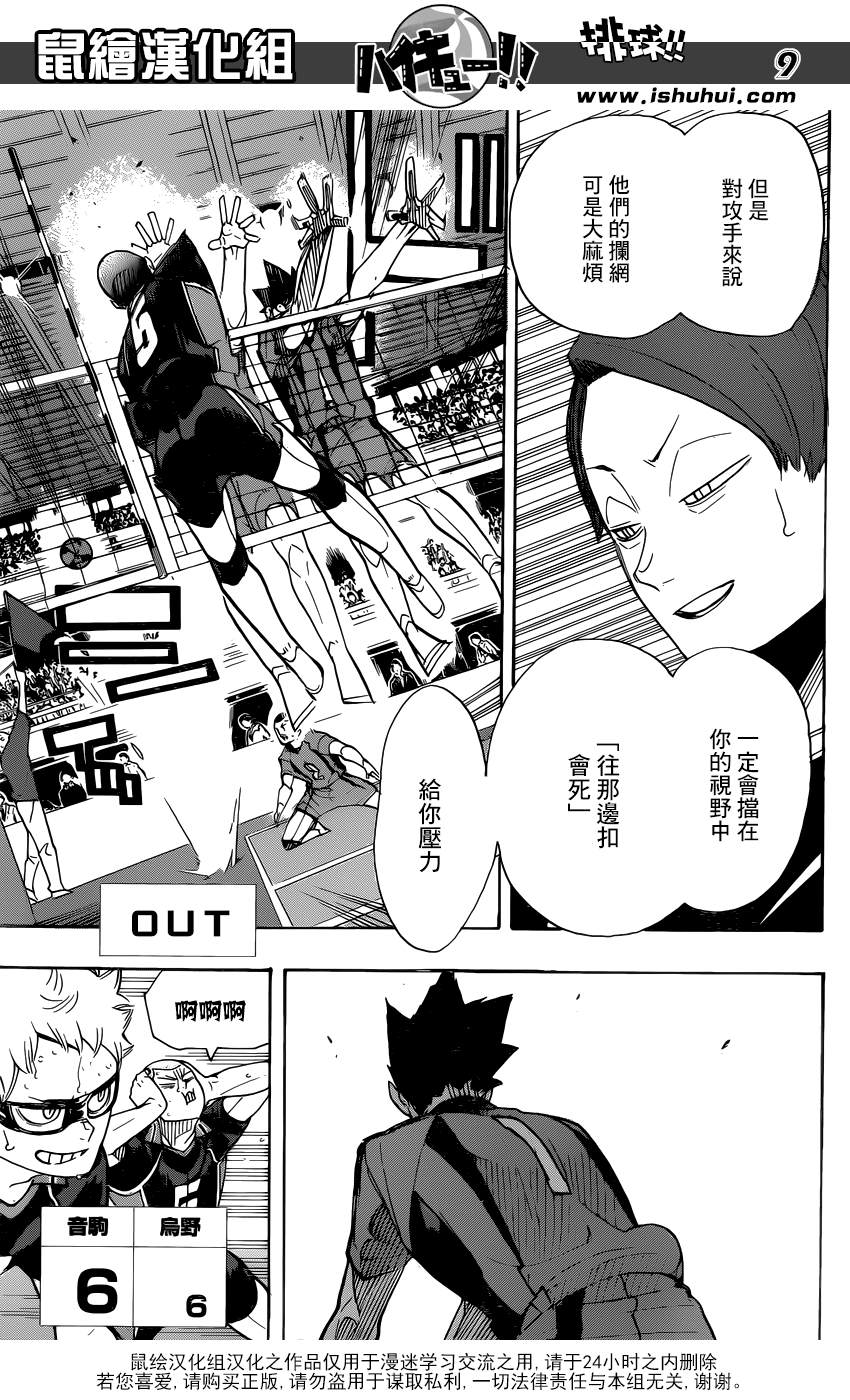 鼠繪漢化組
ハイキュー!!
排球!!
9
www.ishuhui.com
但是
對攻手來說
他們的攔網
可是大麻煩
一定會擋在
你的視野中
「往那邊扣
會死」
給你壓力
5
OUT
啊啊啊
5
1
音駒
烏野
6
6
鼠绘汉化组汉化之作品仅用于漫迷学习交流之用,请于24小时之内删除
若您喜爱,请购买正版,请勿盗用于谋取私利,一切法律责任与本组无关,谢谢。